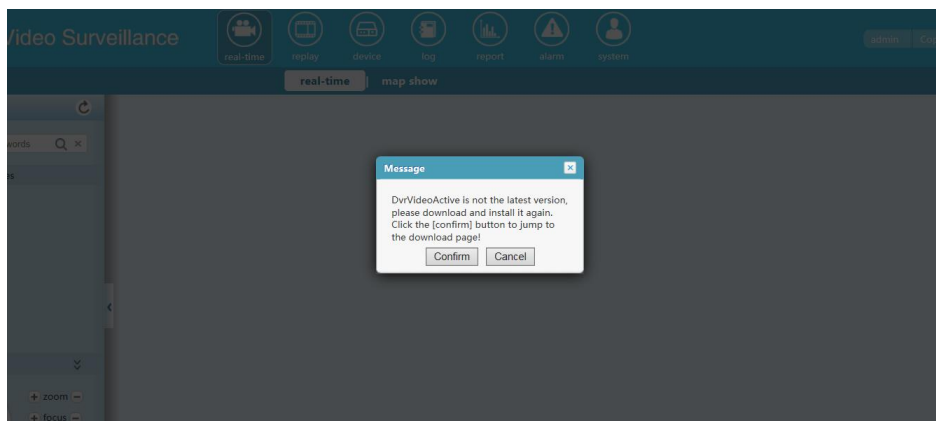 Video Surveillance
real-time
replay
device
log
report
alarm
system
admin
real-time | map show
words
Message
DvrVideoActive is not the latest version,
please download and install it again.
Click the [confirm] button to jump to
the download page!
Confirm Cancel
zoom
focus